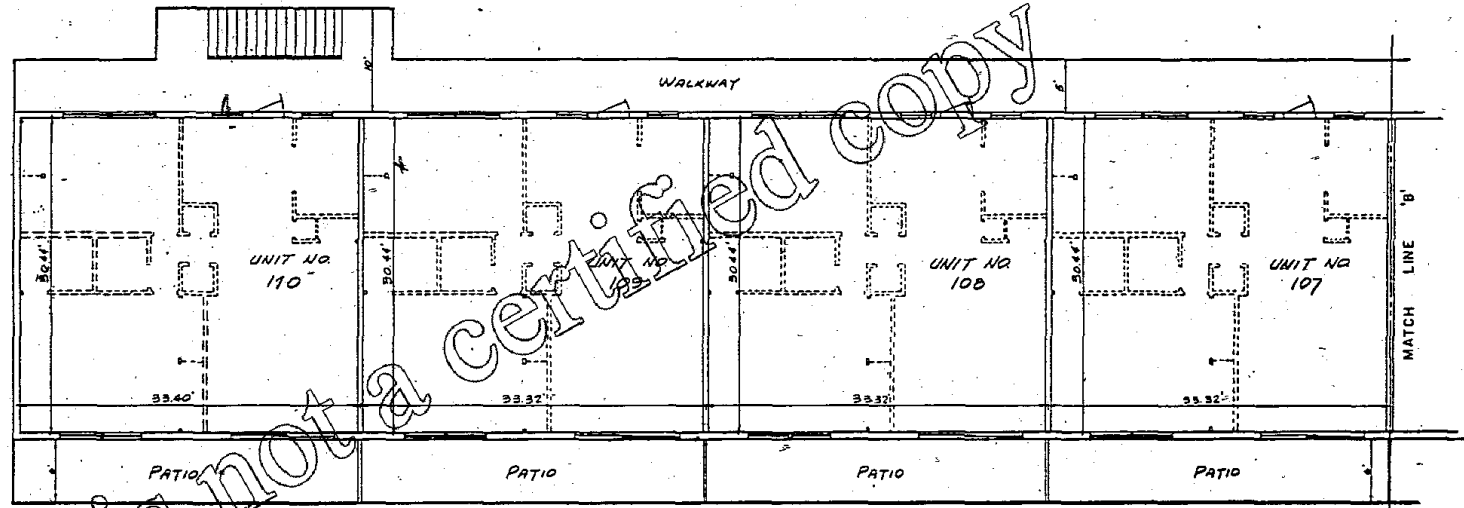 WALKWAY
10'
6'
UNIT NO.
110
30.44'
33.40'
UNIT NO.
109
30.44'
33.32'
UNIT NO.
108
30.44'
33.32'
UNIT NO.
107
30.44'
33.32'
MATCH LINE 'B'
PATIO
PATIO
PATIO
PATIO
is not a certified copy